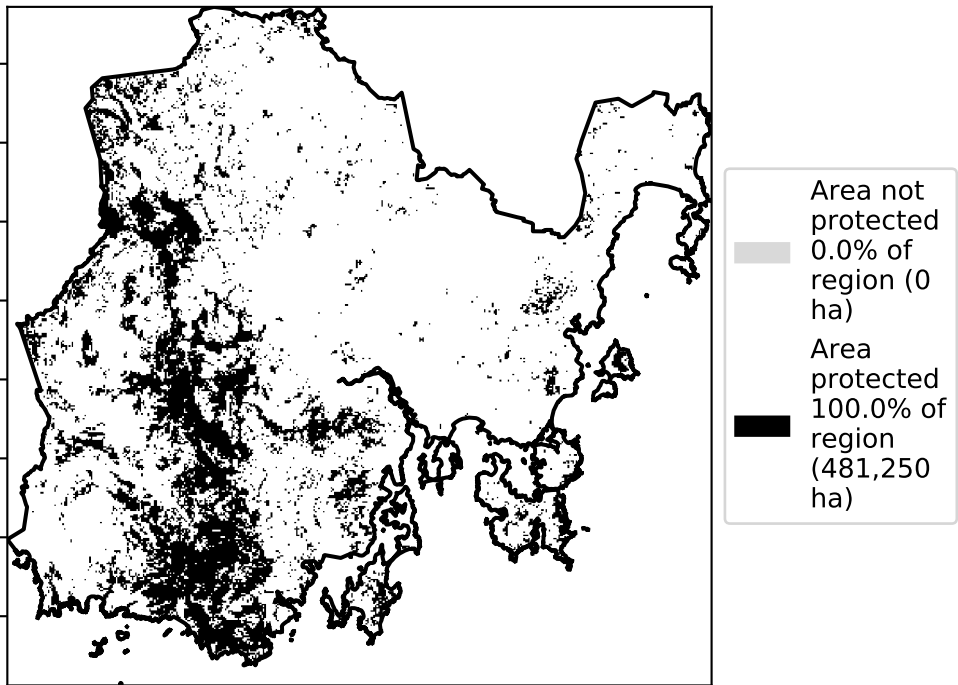 Area not
protected
0.0% of
region (0
ha)
Area
protected
100.0% of
region
(481,250
ha)